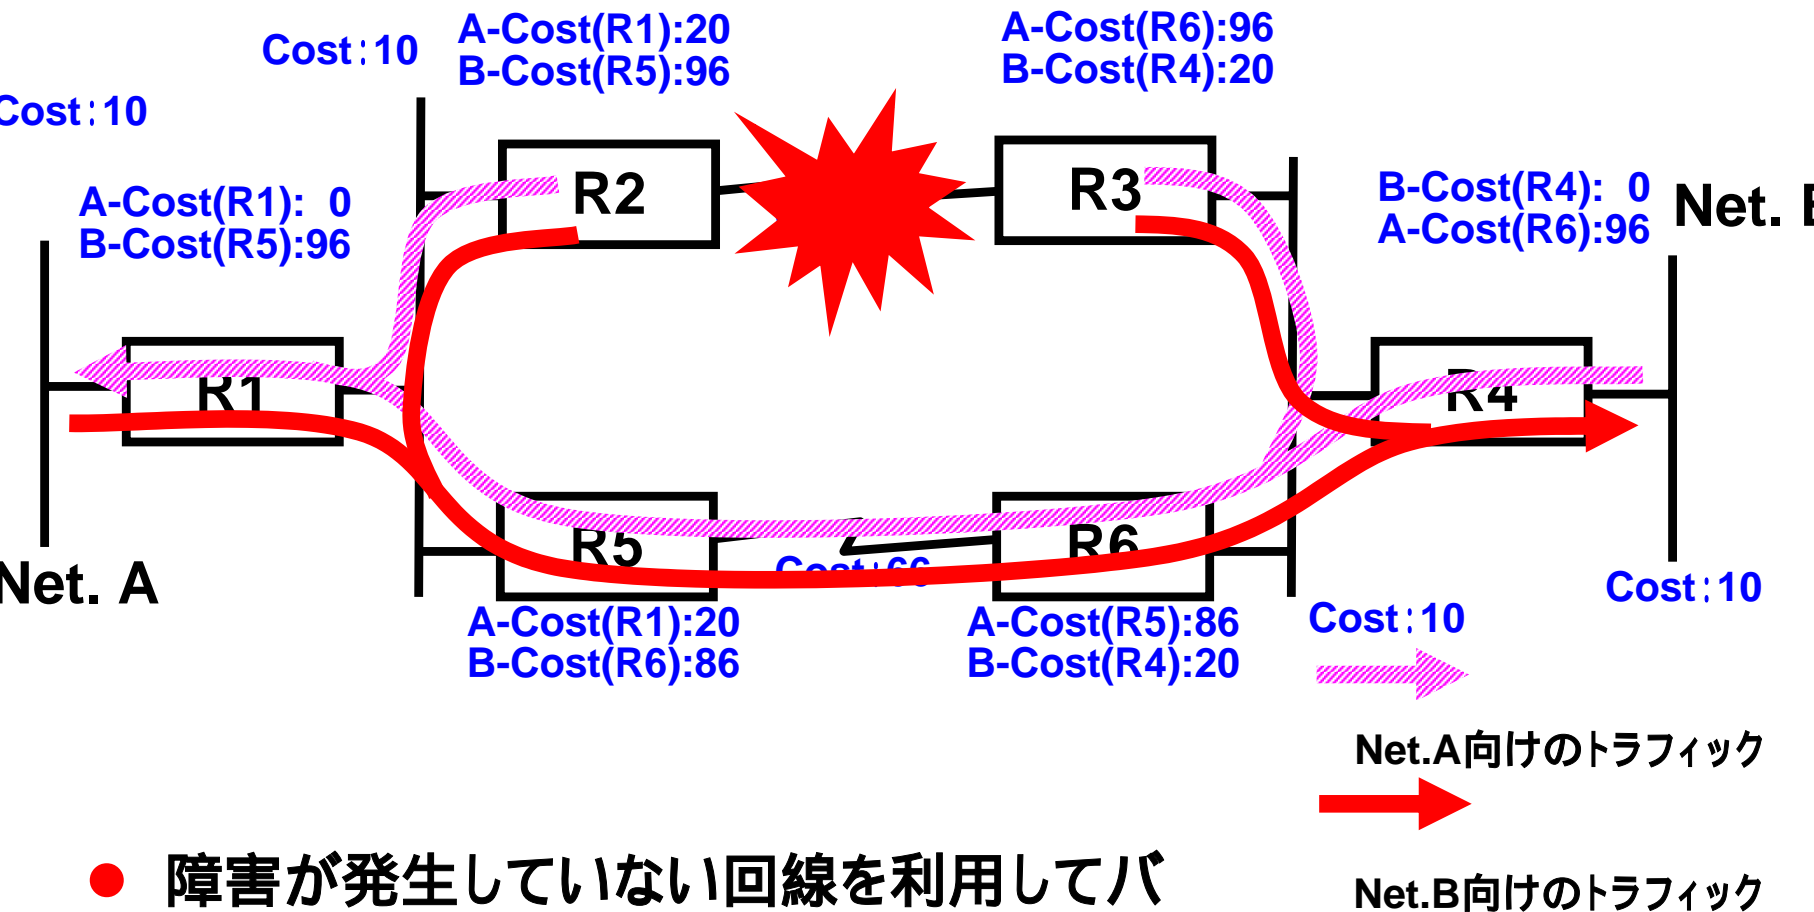 A-Cost(R1):20
B-Cost(R5):96
A-Cost(R6):96
B-Cost(R4):20
Cost:10
Cost:10
R2
R3
A-Cost(R1): 0
B-Cost(R5):96
B-Cost(R4): 0
A-Cost(R6):96
Net.
R1
R4
R5
R6
Cost:66
Net. A
A-Cost(R1):20
B-Cost(R6):86
A-Cost(R5):86
B-Cost(R4):20
Cost:10
Cost:10
Net.A向けのトラフィック
● 障害が発生していない回線を利用してバ
Net.B向けのトラフィック